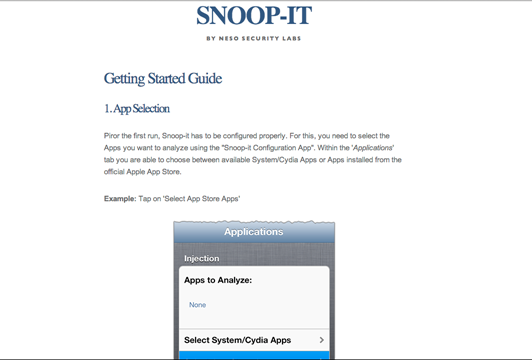 SNOOP-IT
BY NESO SECURITY LABS
Getting Started Guide
1. App Selection
Piror the first run, Snoop-it has to be configured properly. For this, you need to select the
Apps you want to analyze using the "Snoop-it Configuration App". Within the 'Applications'
tab you are able to choose between available System/Cydia Apps or Apps installed from the
official Apple App Store.
Example: Tap on 'Select App Store Apps'
Applications
Injection
Apps to Analyze:
None
Select System/Cydia Apps